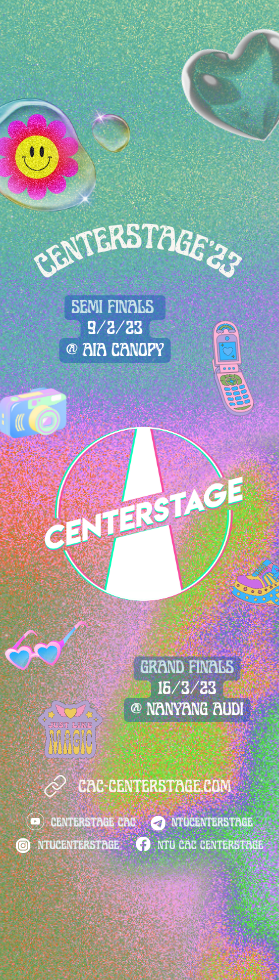 CENTERSTAGE'23
SEMI FINALS
9/2/23
@ AIA CANOPY
CENTERSTAGE
GRAND FINALS
16/3/23
@ NANYANG AUDI
MAGIC
CAC-CENTERSTAGE.COM
CENTERSTAGE CAC
NTUCENTERSTAGE
NTUCENTERSTAGE
NTU CAC CENTERSTAGE